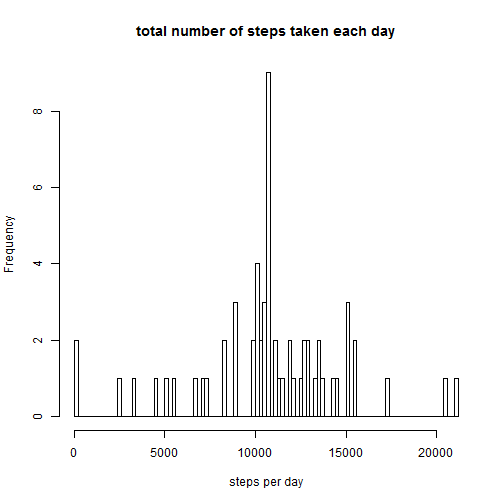 total number of steps taken each day
Frequency
8
6
4
2
0
0 5000 10000 15000 20000
steps per day